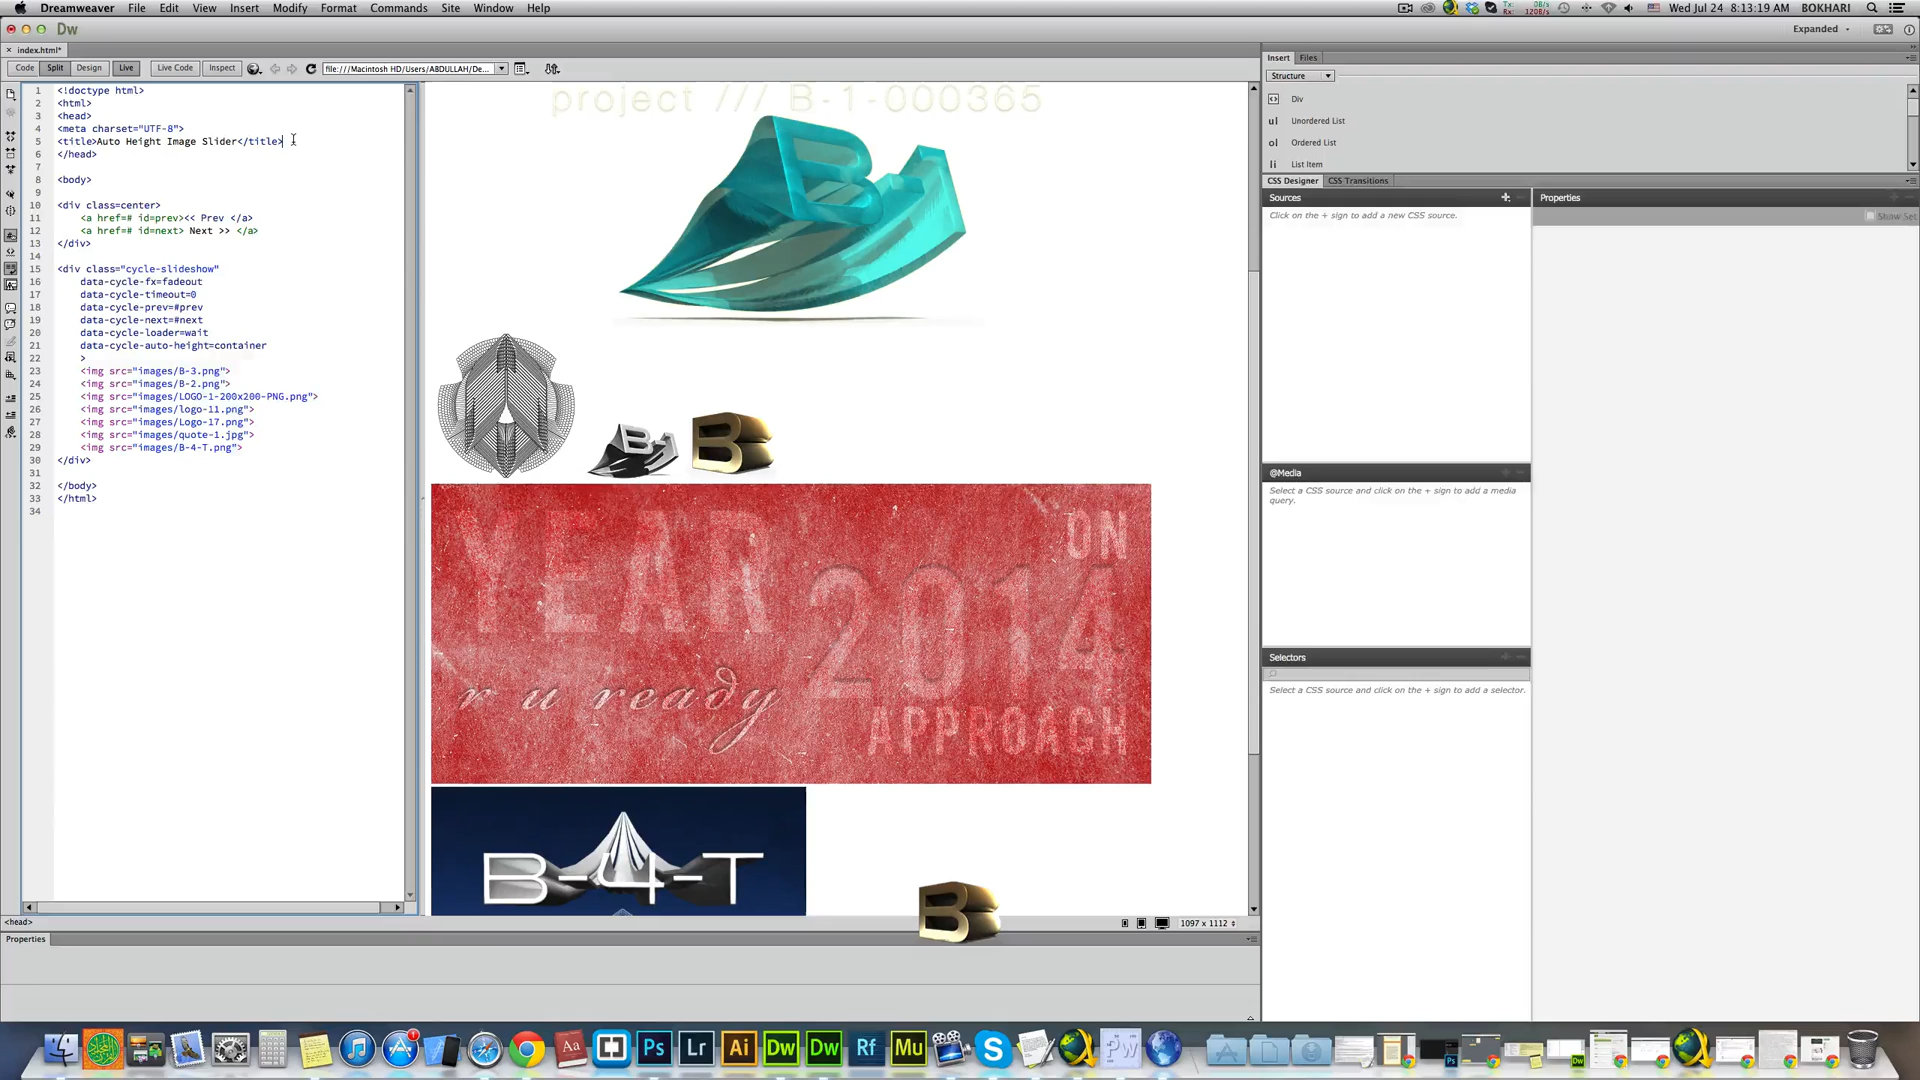 Dreamweaver File Edit View Insert Modify Format Commands Site Window Help
Wed Jul 24 8:13:19 AM BOKHARI
Dw
Expanded
index.html*
Code Split Design Live Live Code Inspect file:///Macintosh HD/Users/ABDULLAH/De...
1 <!doctype html>
2 <html>
3 <head>
4 <meta charset="UTF-8">
5 <title>Auto Height Image Slider</title>
6 </head>
7
8 <body>
9
10 <div class=center>
11 <a href=# id=prev><< Prev </a>
12 <a href=# id=next> Next >> </a>
13 </div>
14
15 <div class="cycle-slideshow"
16 data-cycle-fx=fadeout
17 data-cycle-timeout=0
18 data-cycle-prev=#prev
19 data-cycle-next=#next
20 data-cycle-loader=wait
21 data-cycle-auto-height=container
22 >
23 <img src="images/B-3.png">
24 <img src="images/B-2.png">
25 <img src="images/LOGO-1-200x200-PNG.png">
26 <img src="images/logo-11.png">
27 <img src="images/Logo-17.png">
28 <img src="images/quote-1.jpg">
29 <img src="images/B-4-T.png">
30 </div>
31
32 </body>
33 </html>
34
<head>
project /// B-1-000365
B-1
B-1
B
YEAR
ON
2014
r u ready
APPROACH
B-4-T
B
1097 x 1112
Properties
Insert Files
Structure
Div
ul Unordered List
ol Ordered List
li List Item
CSS Designer CSS Transitions
Sources
Click on the + sign to add a new CSS source.
@Media
Select a CSS source and click on the + sign to add a media
query.
Selectors
Select a CSS source and click on the + sign to add a selector.
Properties
Show Set
Aa Ps Lr Ai Dw Dw Rf Mu S Pw